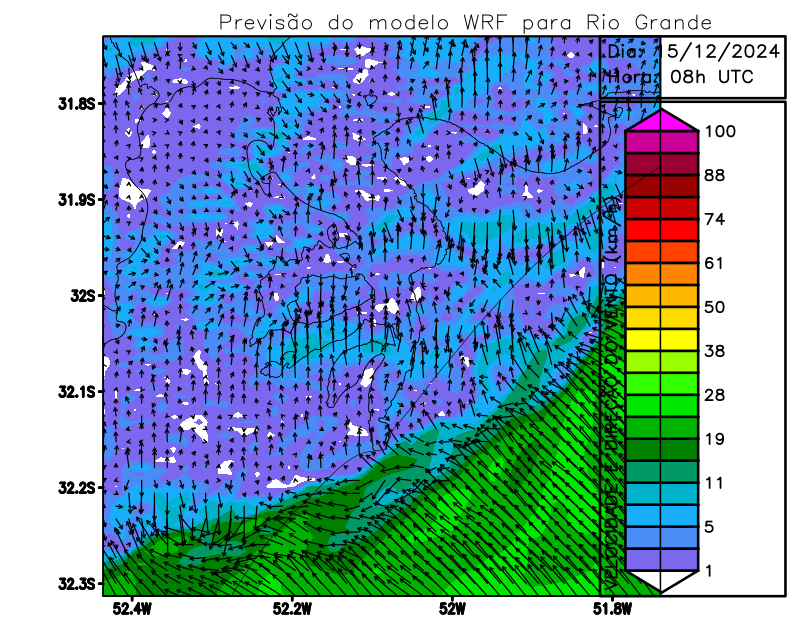 Previsão do modelo WRF para Rio Grande
Dia: 5/12/2024
Hora: 08h UTC
31.8S
31.9S
32S
32.1S
32.2S
32.3S
52.4W
52.2W
52W
51.8W
VELOCIDADE E DIREÇÃO DO VENTO (km/h)
100
88
74
61
50
38
28
19
11
5
1